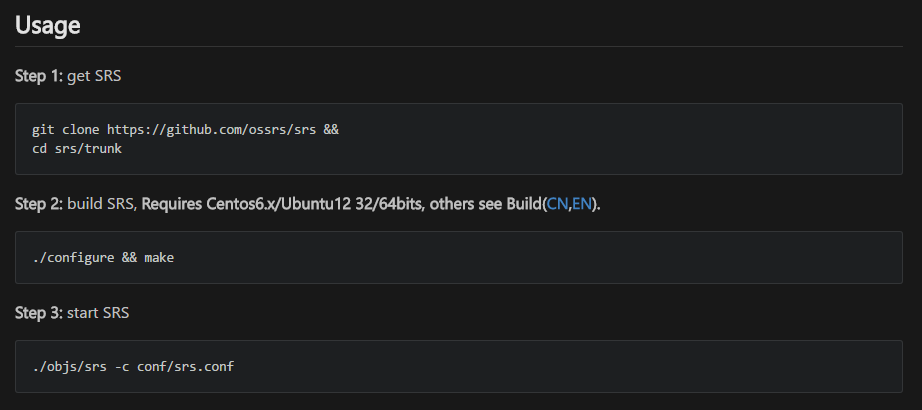 Usage
Step 1: get SRS
git clone https://github.com/ossrs/srs &&
cd srs/trunk
Step 2: build SRS, Requires Centos6.x/Ubuntu12 32/64bits, others see Build(CN,EN).
./configure && make
Step 3: start SRS
./objs/srs -c conf/srs.conf